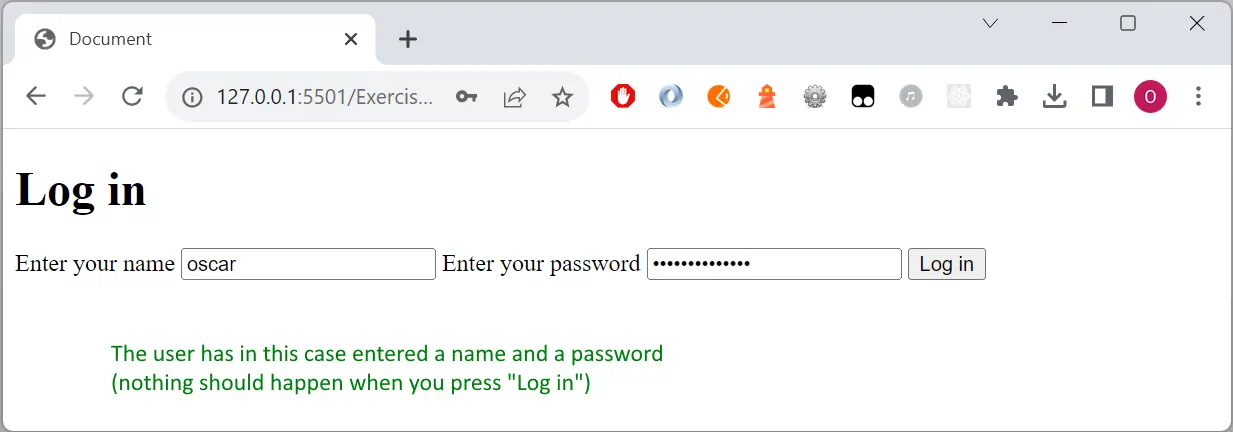 Document
127.0.0.1:5501/Exercis...
O
Log in
Enter your name oscar Enter your password •••••••••••••• Log in
The user has in this case entered a name and a password
(nothing should happen when you press "Log in")